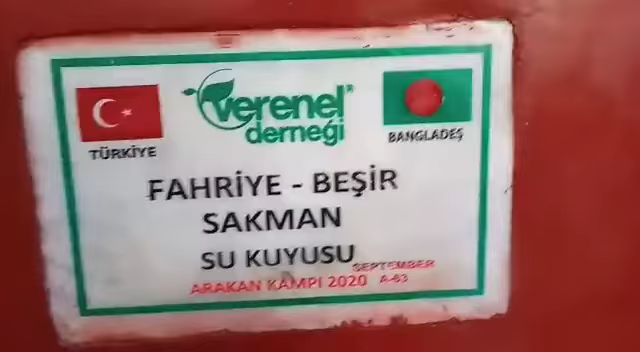 verenel
derneği
TÜRKİYE
BANGLADEŞ
FAHRİYE - BEŞİR
SAKMAN
SU KUYUSU
SEPTEMBER
ARAKAN KAMPI 2020 A-63